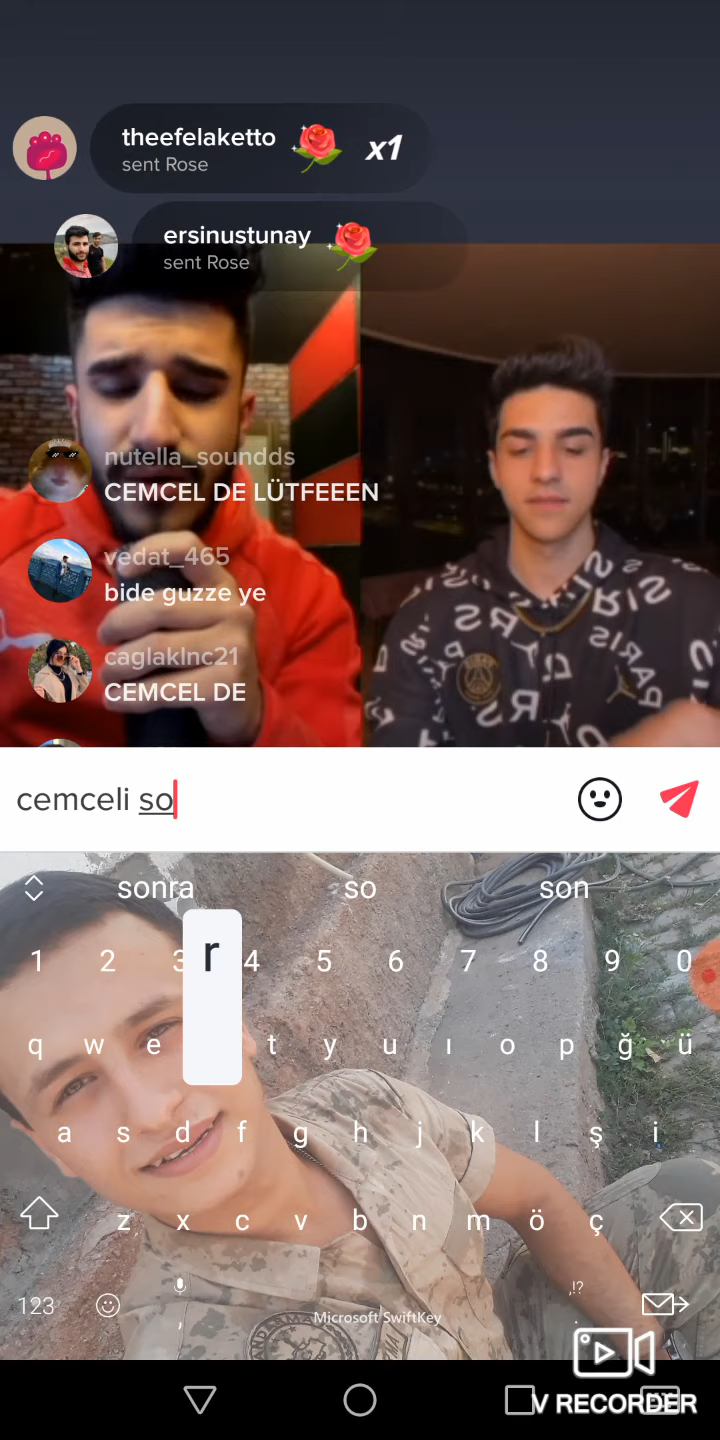 theefelaketto
sent Rose
x1
ersinustunay
sent Rose
nutella_soundds
CEMCEL DE LÜTFEEEN
vedat_465
bide guzze ye
caglaklnc21
CEMCEL DE
cemceli so
sonra so son
1 2 3 4 5 6 7 8 9 0
r
q w e t y u ı o p ğ ü
a s d f g h j k l ş i
z x c v b n m ö ç
123 , Microsoft SwiftKey .,!?
V RECORDER